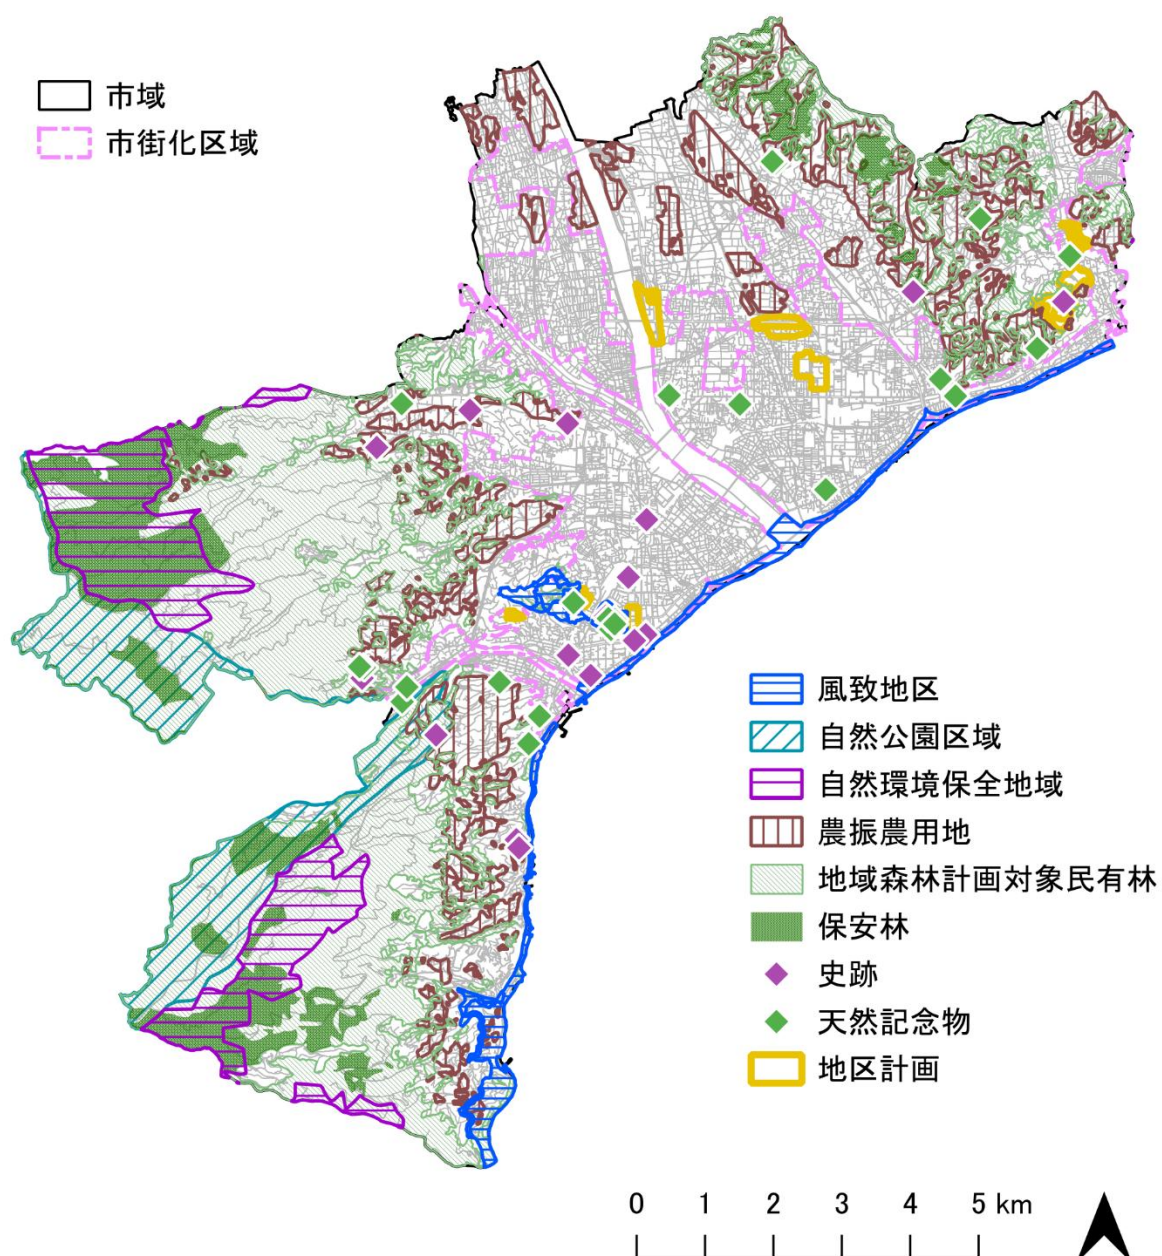 市域
市街化区域
風致地区
自然公園区域
自然環境保全地域
農振農用地
地域森林計画対象民有林
保安林
史跡
天然記念物
地区計画
0 1 2 3 4 5 km